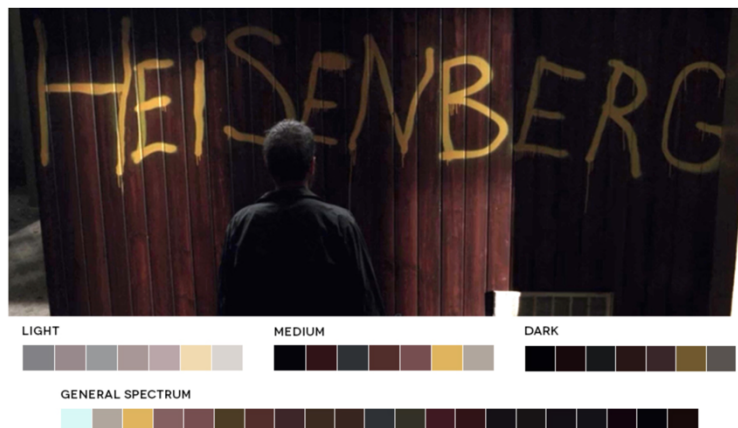 HEiSENBERG
LIGHT
MEDIUM
DARK
GENERAL SPECTRUM